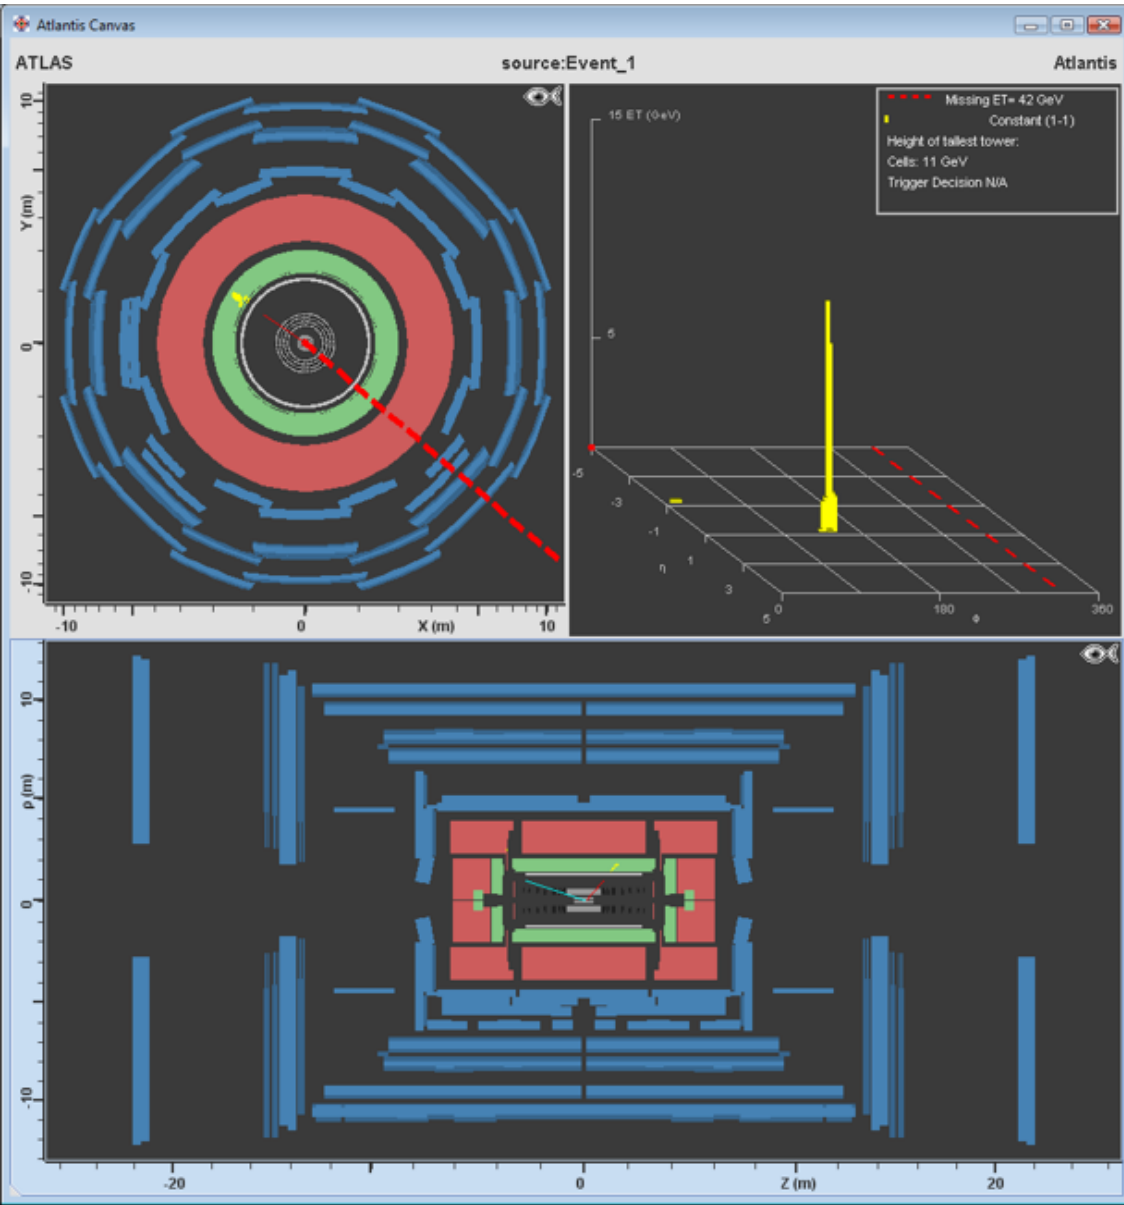 Atlantis Canvas
ATLAS source:Event_1 Atlantis
10
Y (m)
0
-10
-10 0 X (m) 10
15 ET (GeV)
Missing ET= 42 GeV
Constant (1-1)
Height of tallest tower:
Cells: 11 GeV
Trigger Decision N/A
5
-5
-3
-1
η 1
3
5 0 180 Φ 360
10
ρ (m)
0
-10
-20 0 Z (m) 20